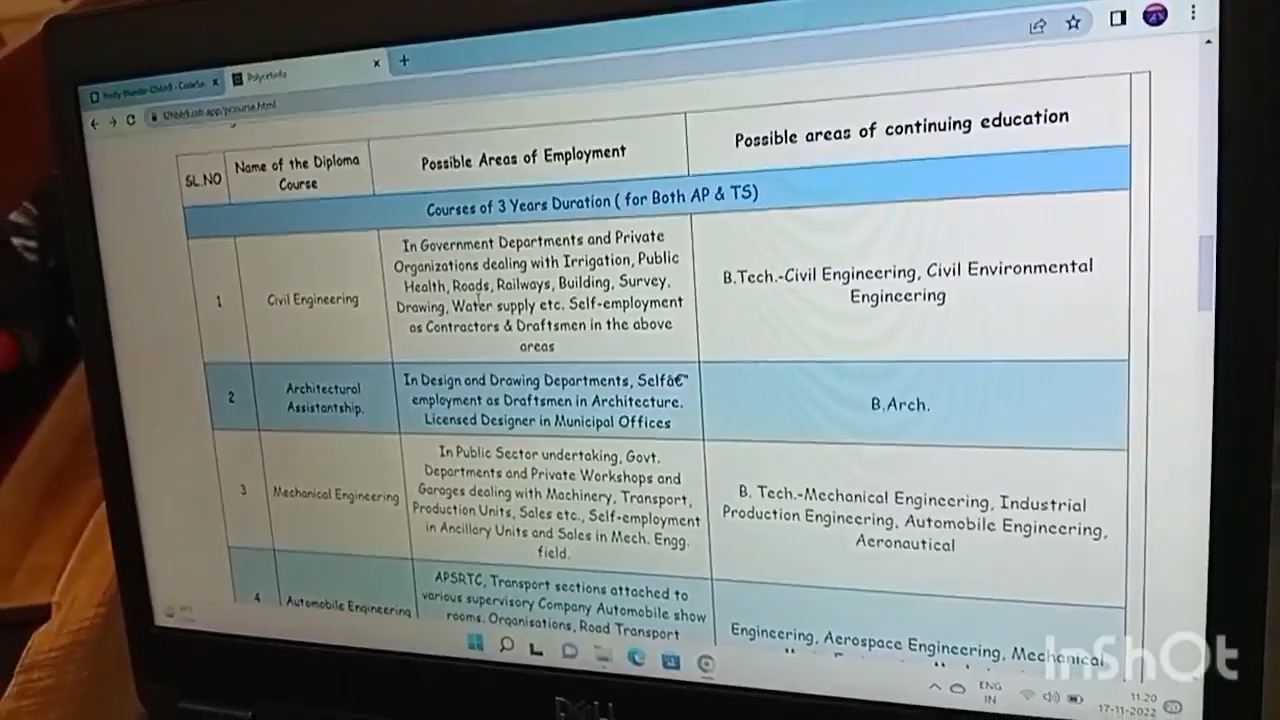 Polycetinfo
SL.NO
Name of the Diploma
Course
Possible Areas of Employment
Possible areas of continuing education
Courses of 3 Years Duration ( for Both AP & TS)
1
Civil Engineering
In Government Departments and Private
Organizations dealing with Irrigation, Public
Health, Roads, Railways, Building, Survey,
Drawing, Water supply etc. Self-employment
as Contractors & Draftsmen in the above
areas
B.Tech.-Civil Engineering, Civil Environmental
Engineering
2
Architectural
Assistantship.
In Design and Drawing Departments, Selfâ€"
employment as Draftsmen in Architecture.
Licensed Designer in Municipal Offices
B.Arch.
3
Mechanical Engineering
In Public Sector undertaking, Govt.
Departments and Private Workshops and
Garages dealing with Machinery, Transport,
Production Units, Sales etc., Self-employment
in Ancillary Units and Sales in Mech. Engg.
field.
B. Tech.-Mechanical Engineering, Industrial
Production Engineering, Automobile Engineering,
Aeronautical
4
Automobile Engineering
APSRTC, Transport sections attached to
various supervisory Company Automobile show
rooms. Organisations, Road Transport
Engineering, Aerospace Engineering, Mechanical
ENG
IN
11:20
17-11-2022
DELL
InShOt